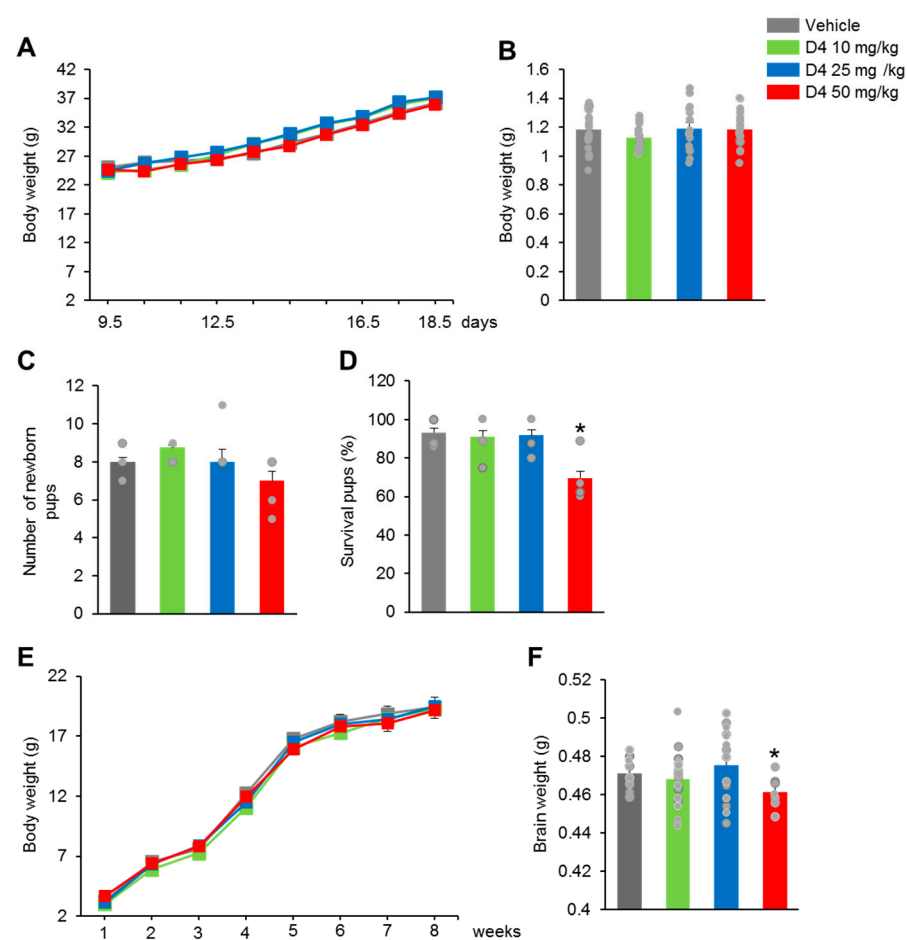 Vehicle
D4 10 mg/kg
D4 25 mg /kg
D4 50 mg/kg
A
Body weight (g)
42
37
32
27
22
17
12
7
2
9.5 12.5 16.5 18.5 days
B
Body weight (g)
1.6
1.4
1.2
1
0.8
0.6
0.4
0.2
0
C
Number of newborn
pups
12
10
8
6
4
2
0
D
Survival pups (%)
120
100
80
60
40
20
0
*
E
Body weight (g)
22
17
12
7
2
1 2 3 4 5 6 7 8 weeks
F
Brain weight (g)
0.52
0.5
0.48
0.46
0.44
0.42
0.4
*